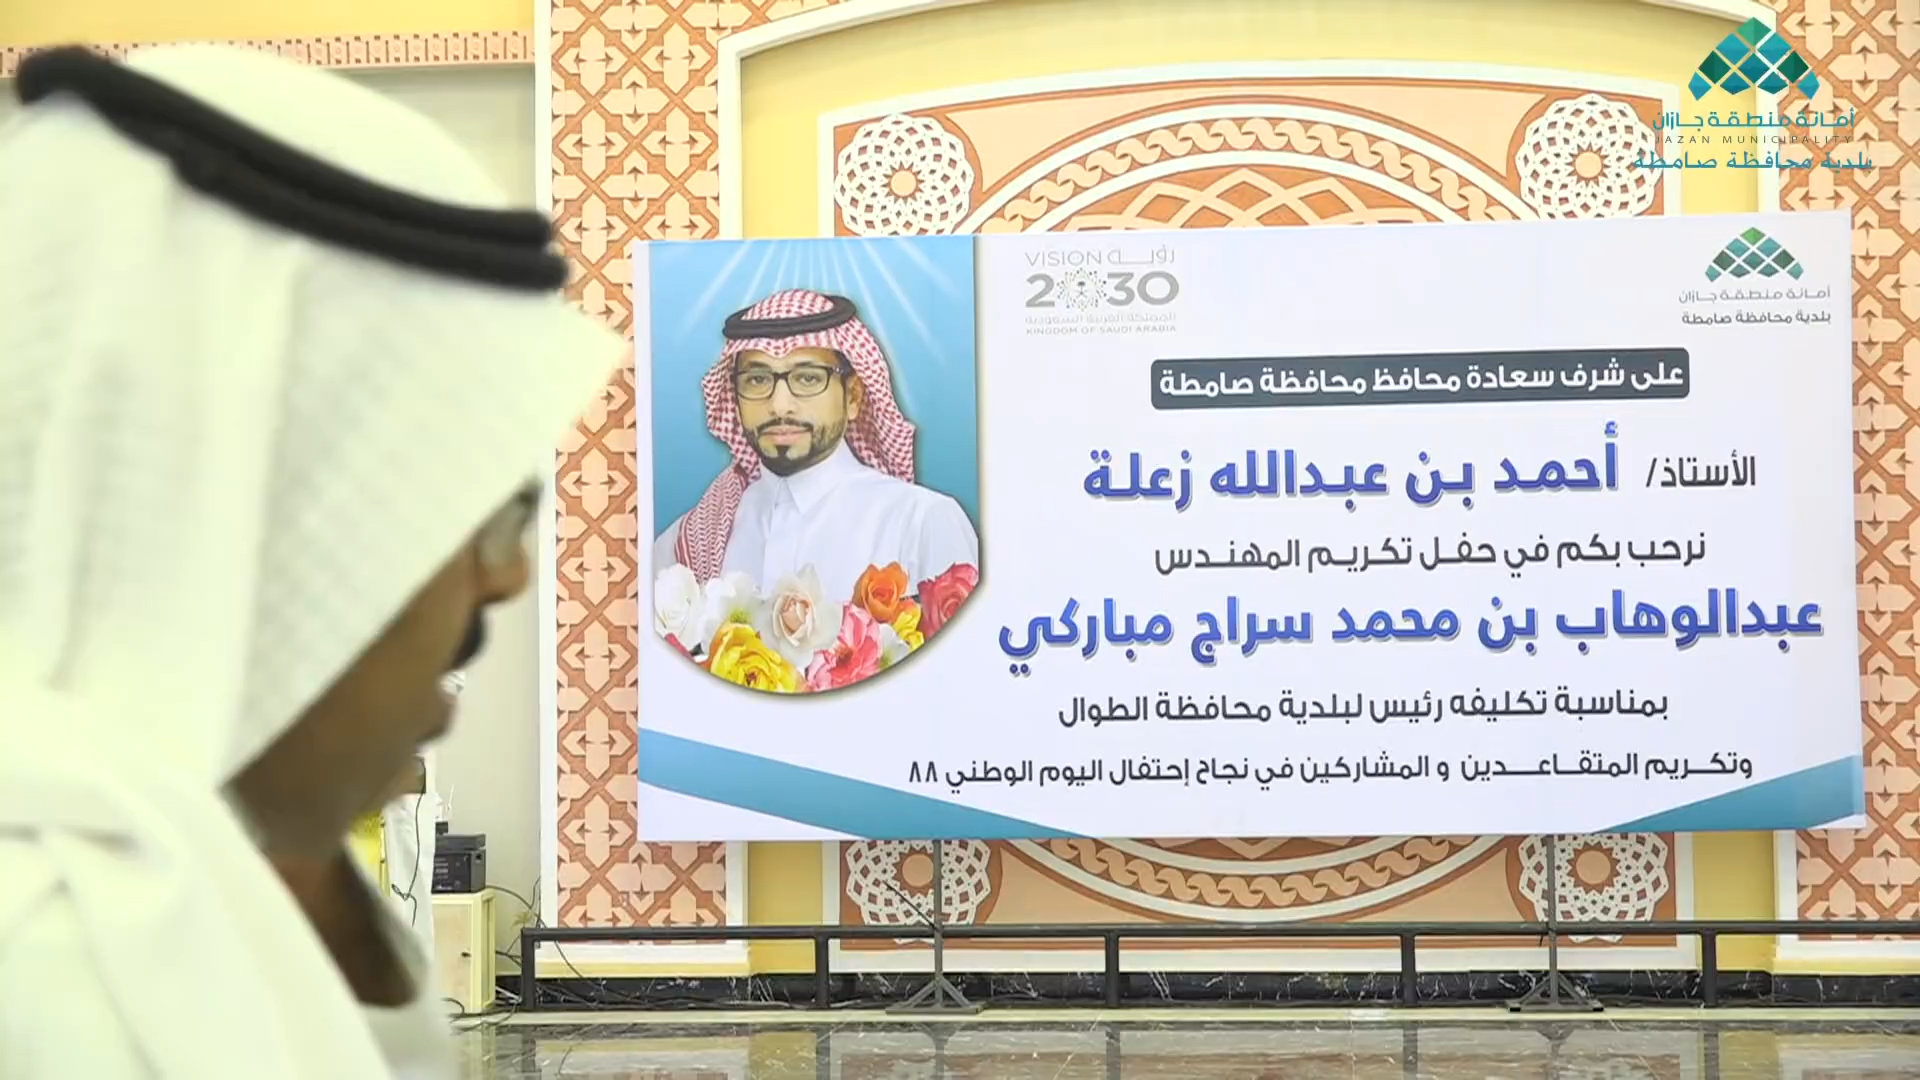 أمانة منطقة جازان
JAZAN MUNICIPALITY
بلدية محافظة صامطة
VISION رؤيـــة
2030
المملكة العربية السعودية
KINGDOM OF SAUDI ARABIA
أمانة منطقة جازان
بلدية محافظة صامطة
على شرف سعادة محافظ محافظة صامطة
الأستاذ/ أحمد بن عبدالله زعلة
نرحب بكم في حفل تكريم المهندس
عبدالوهاب بن محمد سراج مباركي
بمناسبة تكليفه رئيس لبلدية محافظة الطوال
وتكريم المتقاعدين و المشاركين في نجاح إحتفال اليوم الوطني ٨٨